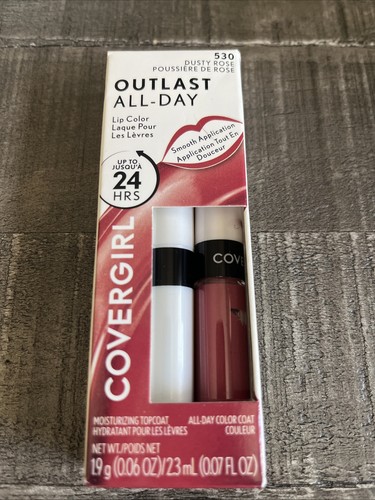 530
DUSTY ROSE
POUSSIÈRE DE ROSE
OUTLAST
ALL-DAY
Lip Color
Laque Pour
Les Lèvres
Smooth Application
Application Tout En
Douceur
UP TO
JUSQU'À
24
HRS
COVERGIRL
MOISTURIZING TOPCOAT
HYDRATANT POUR LES LÈVRES
ALL-DAY COLOR COAT
COULEUR
NET WT./POIDS NET
1.9 g (0.06 OZ)/2.3 mL (0.07 FL OZ)